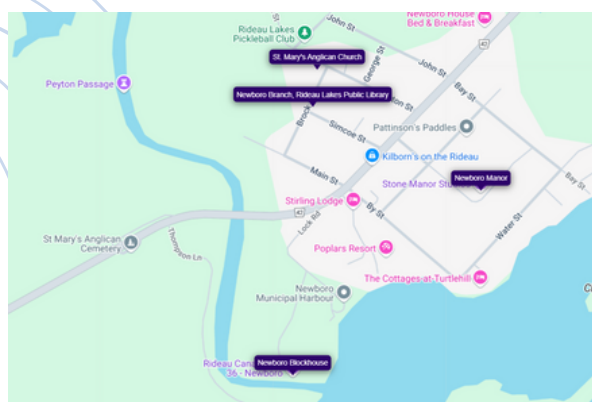 Newboro House
Bed & Breakfast
Rideau Lakes
Pickleball Club
John St
St. Mary's Anglican Church
George St
John St
42
Peyton Passage
Newboro Branch, Rideau Lakes Public Library
Bay St
Brock
Simcoe St
Pattinson's Paddles
Kilborn's on the Rideau
Main St
Stone Manor
Newboro Manor
Bay St
Stirling Lodge
42
By St
Lock Rd
Water St
St Mary's Anglican
Cemetery
Thompson Ln
Poplars Resort
The Cottages at Turtlehill
Newboro
Municipal Harbour
Newboro Blockhouse
Rideau Can
36 - Newboro